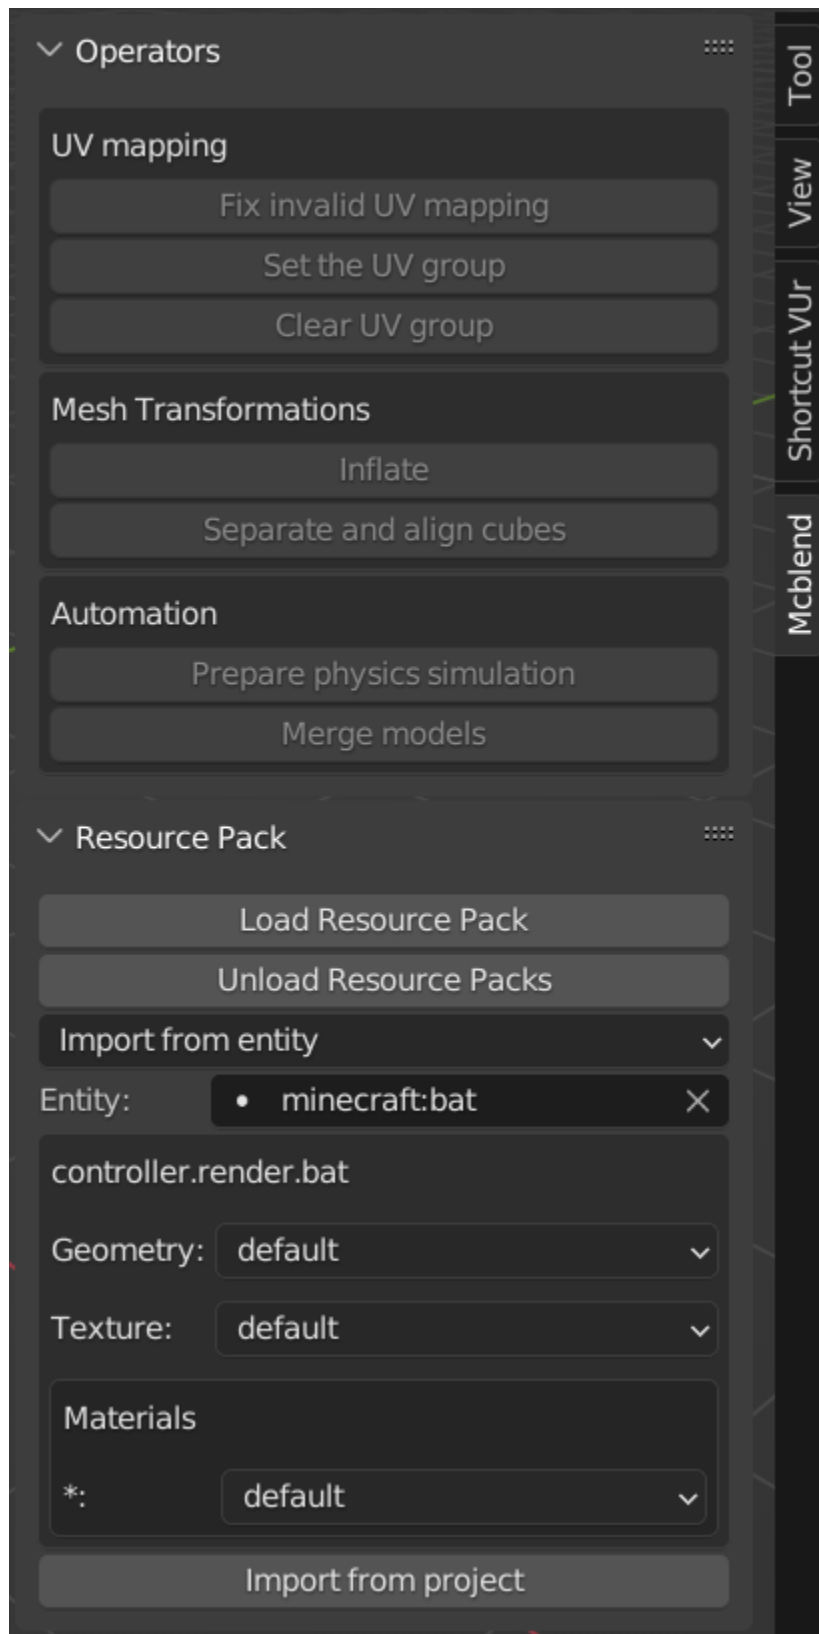 Operators
UV mapping
Fix invalid UV mapping
Set the UV group
Clear UV group
Mesh Transformations
Inflate
Separate and align cubes
Automation
Prepare physics simulation
Merge models
Resource Pack
Load Resource Pack
Unload Resource Packs
Import from entity
Entity: minecraft:bat
controller.render.bat
Geometry: default
Texture: default
Materials
*: default
Import from project
Tool
View
Shortcut VUr
Mcblend